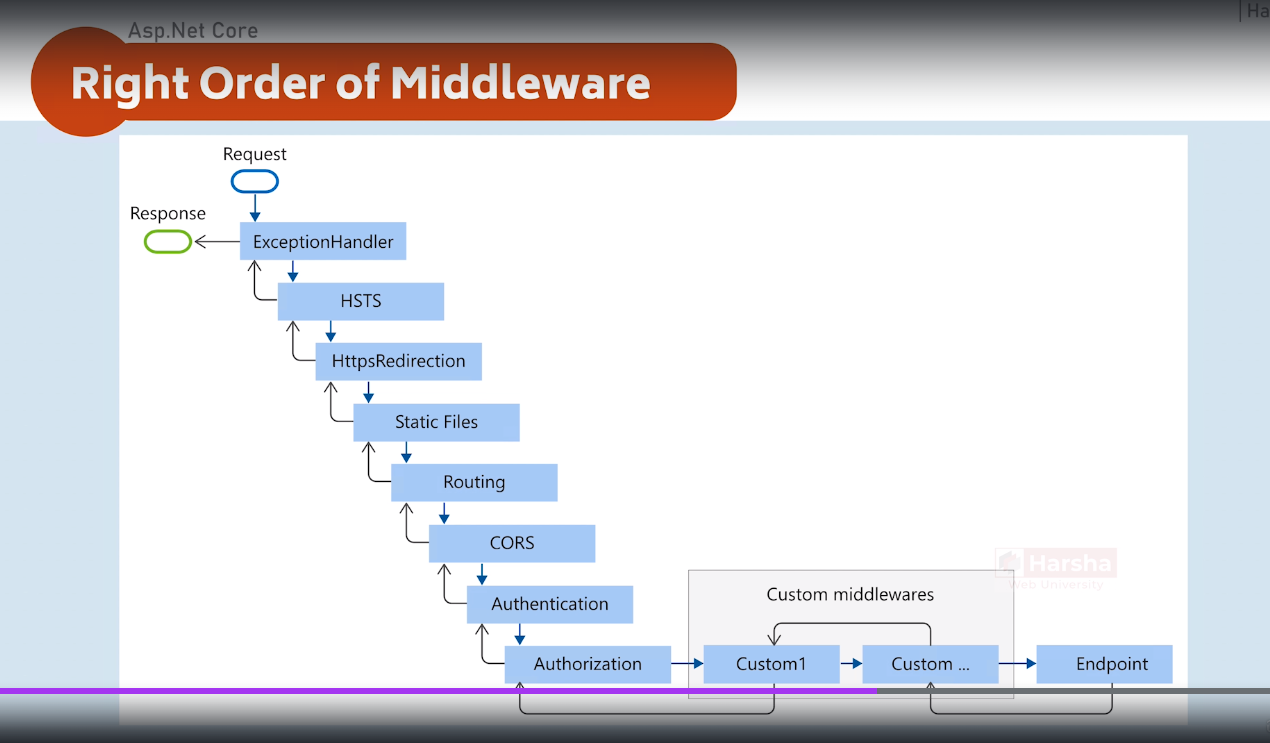 Asp.Net Core
Right Order of Middleware
Request
Response
ExceptionHandler
HSTS
HttpsRedirection
Static Files
Routing
CORS
Authentication
Harsha
Web University
Custom middlewares
Authorization
Custom1
Custom ...
Endpoint